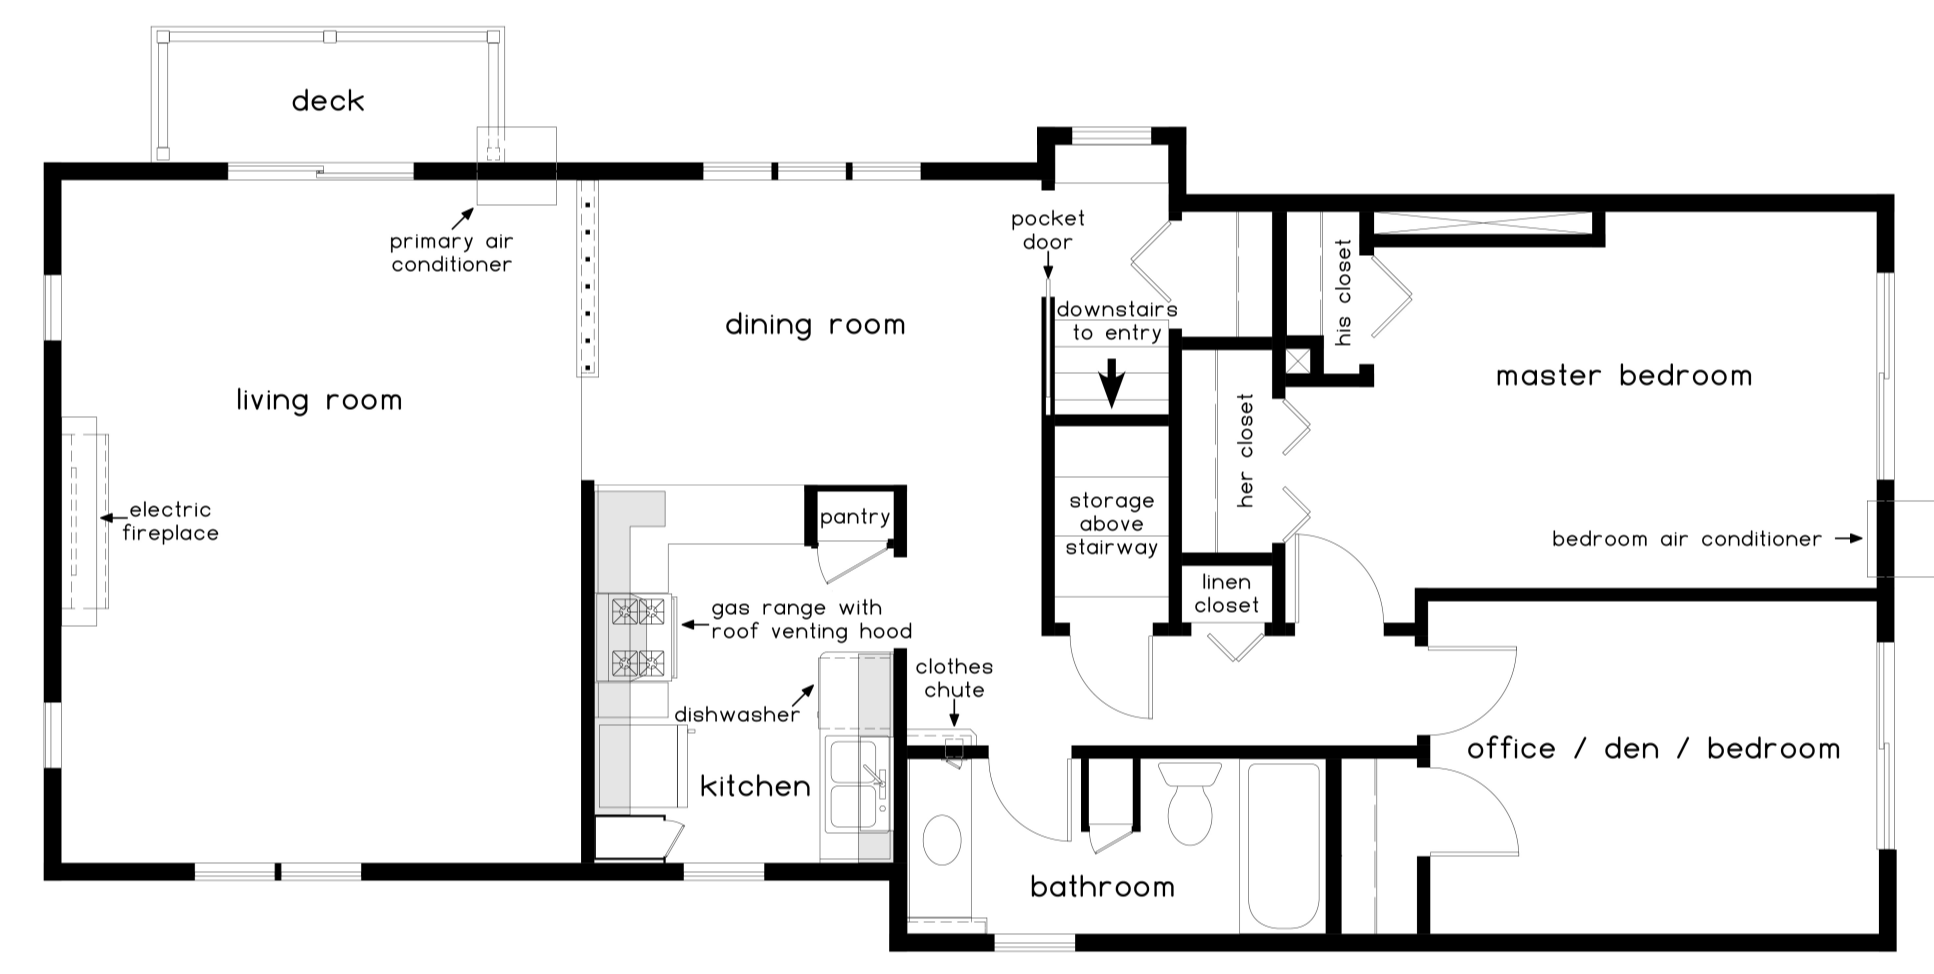 deck
primary air
conditioner
pocket
door
dining room
downstairs
to entry
his closet
master bedroom
living room
her closet
electric
fireplace
pantry
storage
above
stairway
bedroom air conditioner
linen
closet
gas range with
roof venting hood
clothes
chute
dishwasher
kitchen
office / den / bedroom
bathroom